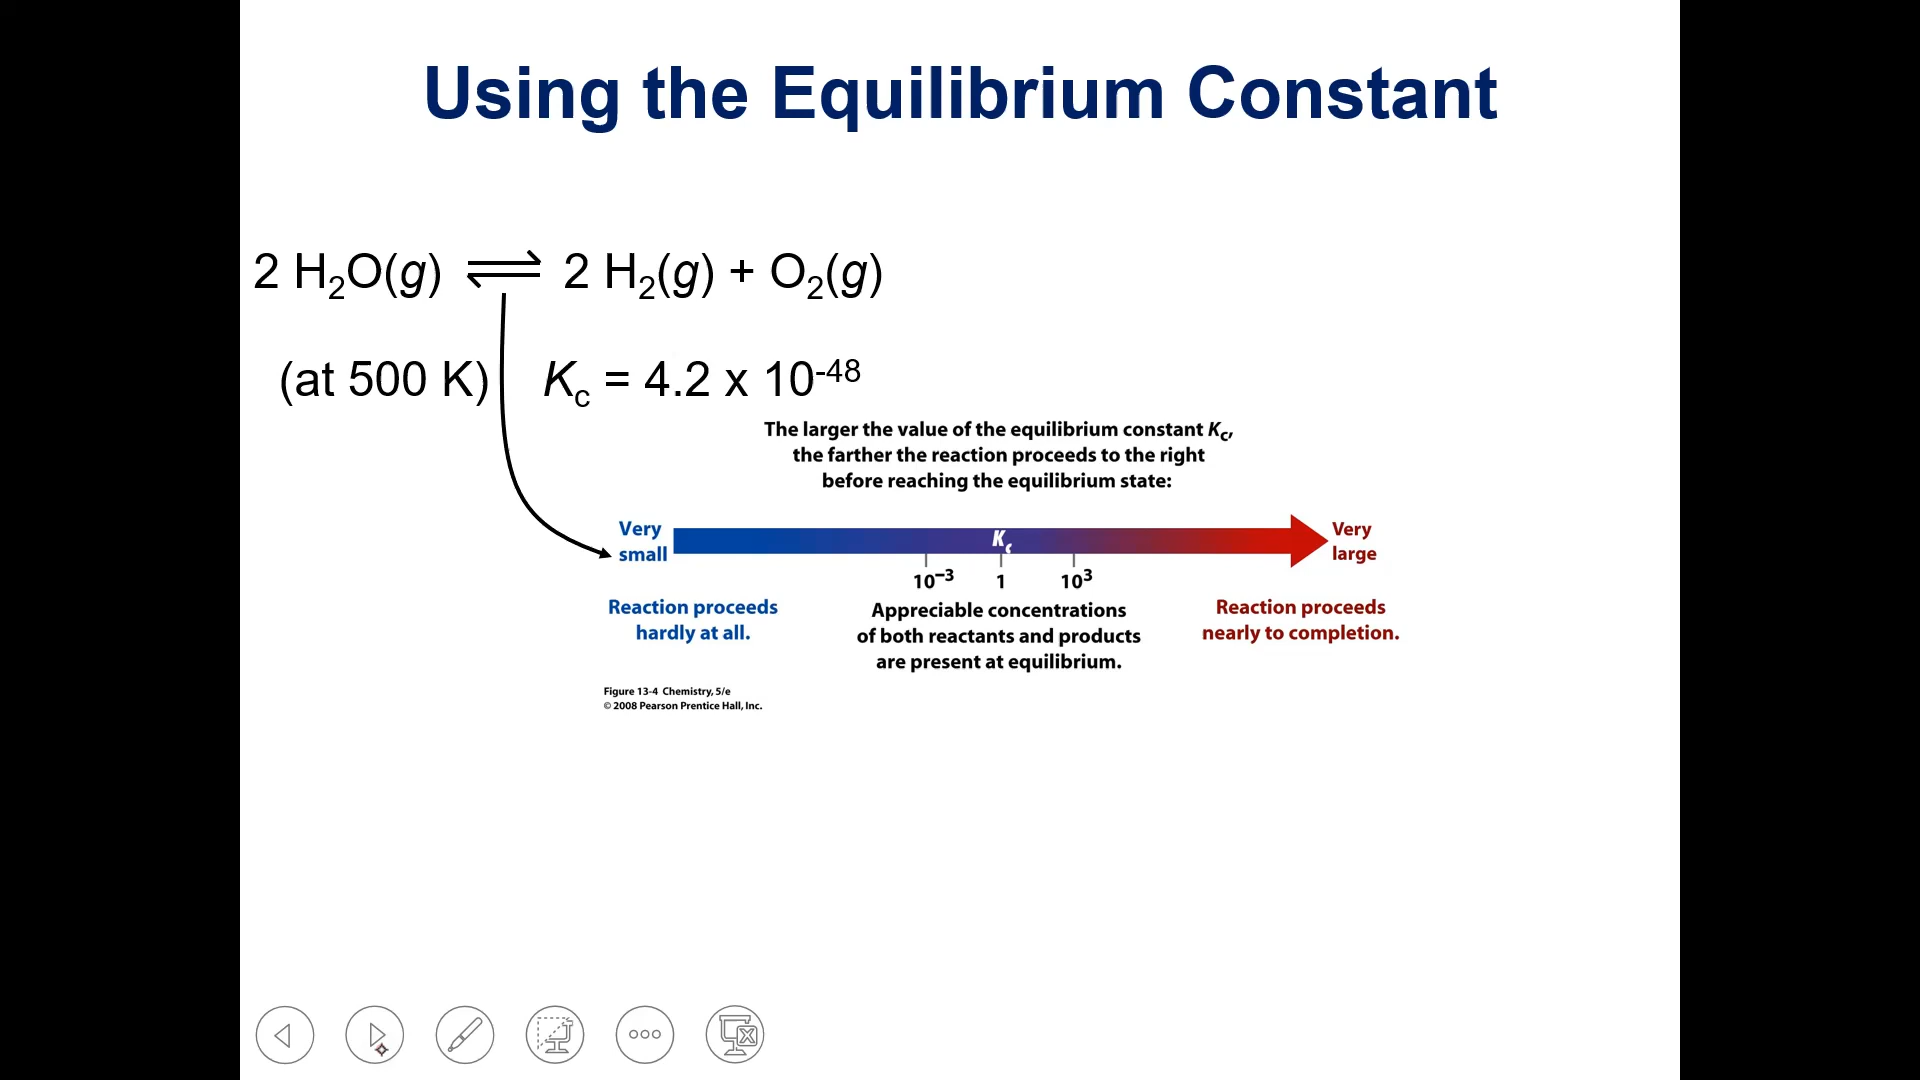 Using the Equilibrium Constant
2 H₂O(g) ⇌ 2 H₂(g) + O₂(g)
(at 500 K) Kc = 4.2 x 10⁻⁴⁸
The larger the value of the equilibrium constant Kc,
the farther the reaction proceeds to the right
before reaching the equilibrium state:
Very
small
Kc
Very
large
10⁻³ 1 10³
Reaction proceeds
hardly at all.
Appreciable concentrations
of both reactants and products
are present at equilibrium.
Reaction proceeds
nearly to completion.
Figure 13-4 Chemistry, 5/e
© 2008 Pearson Prentice Hall, Inc.